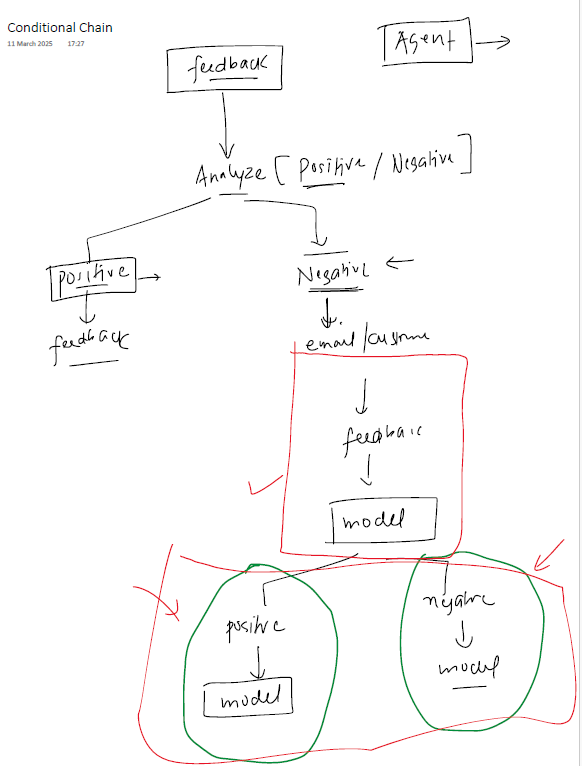 Conditional Chain
11 March 2025 17:27
Agent
feedback
Analyze [Positive / Negative]
positive
Negative
feedback
email/custome
feedback
model
positive
negative
model
model